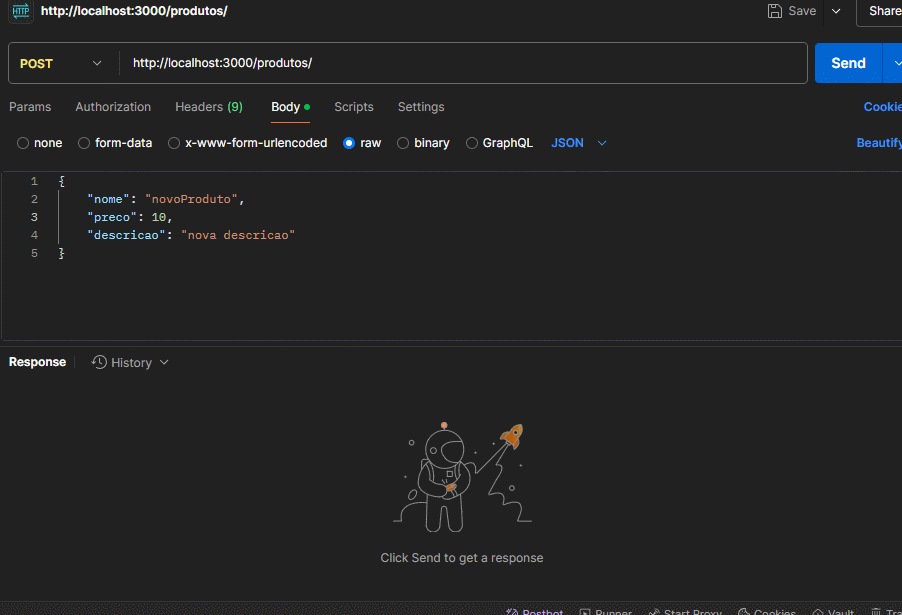 HTTP http://localhost:3000/produtos/ Save Share
POST http://localhost:3000/produtos/ Send
Params Authorization Headers (9) Body Scripts Settings Cookie
none form-data x-www-form-urlencoded raw binary GraphQL JSON Beautify
1 {
2 "nome": "novoProduto",
3 "preco": 10,
4 "descricao": "nova descricao"
5 }
Response History
Click Send to get a response
Postbot Runner Start Proxy Cookies Vault Tra